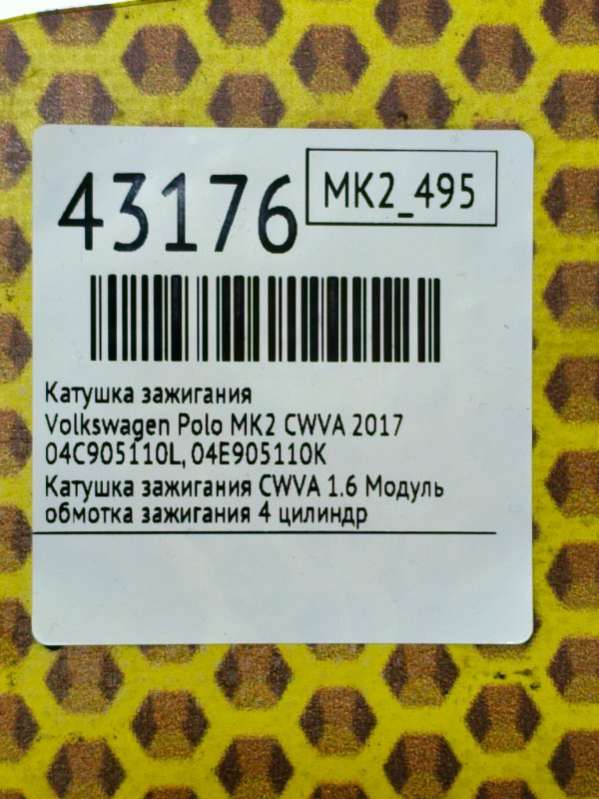 43176
MK2_495
Катушка зажигания
Volkswagen Polo MK2 CWVA 2017
04C905110L, 04E905110K
Катушка зажигания CWVA 1.6 Модуль
обмотка зажигания 4 цилиндр